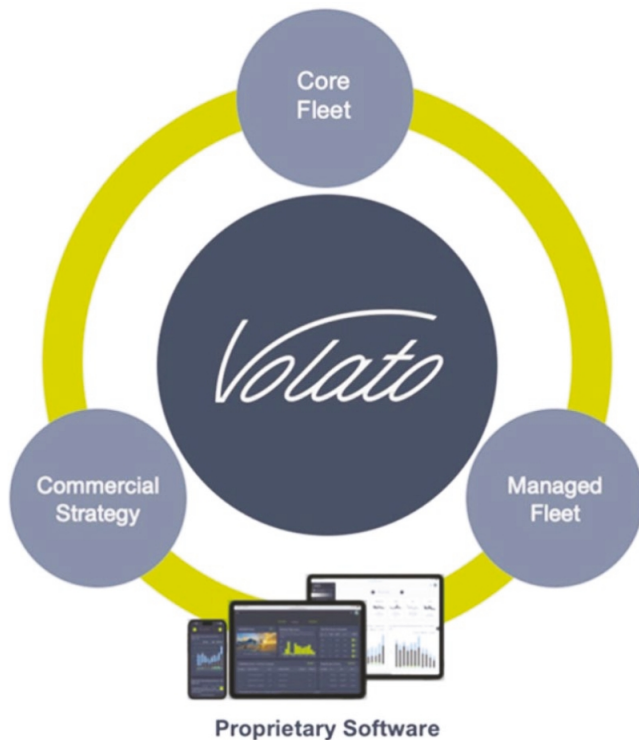 Core
Fleet
Volato
Commercial
Strategy
Managed
Fleet
Proprietary Software